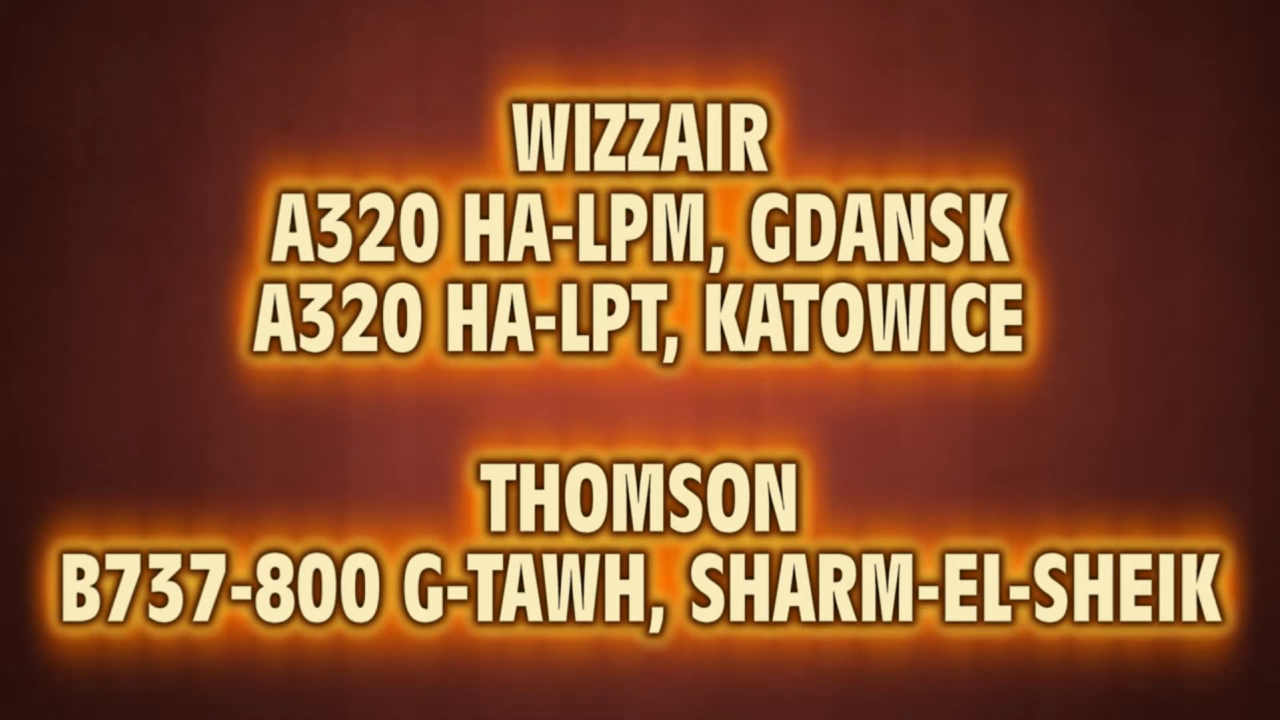 WIZZAIR
A320 HA-LPM, GDANSK
A320 HA-LPT, KATOWICE
THOMSON
B737-800 G-TAWH, SHARM-EL-SHEIK